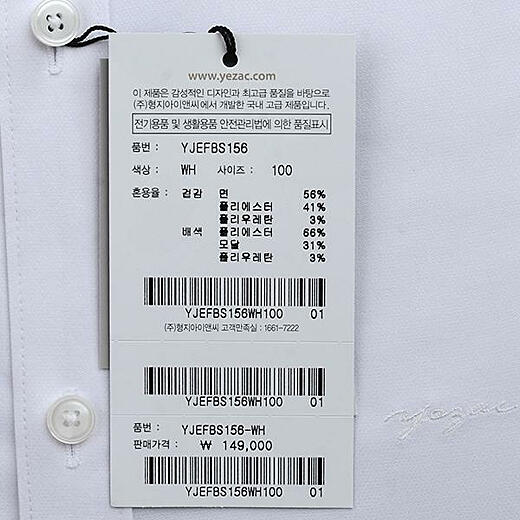 www.yezac.com
이 제품은 감성적인 디자인과 최고급 품질을 바탕으로
(주)형지아이앤씨에서 개발한 국내 고급 제품입니다.
전기용품 및 생활용품 안전관리법에 의한 품질표시
품번 : YJEFBS156
색상 : WH 사이즈 : 100
혼용율 : 겉감 면 56%
폴리에스터 41%
폴리우레탄 3%
배색 폴리에스터 66%
모달 31%
폴리우레탄 3%
YJEFBS156WH100 01
(주)형지아이앤씨 고객만족실 : 1661-7222
YJEFBS156WH100 01
품번 : YJEFBS156-WH
판매가격 : ₩ 149,000
YJEFBS156WH100 01
yezac